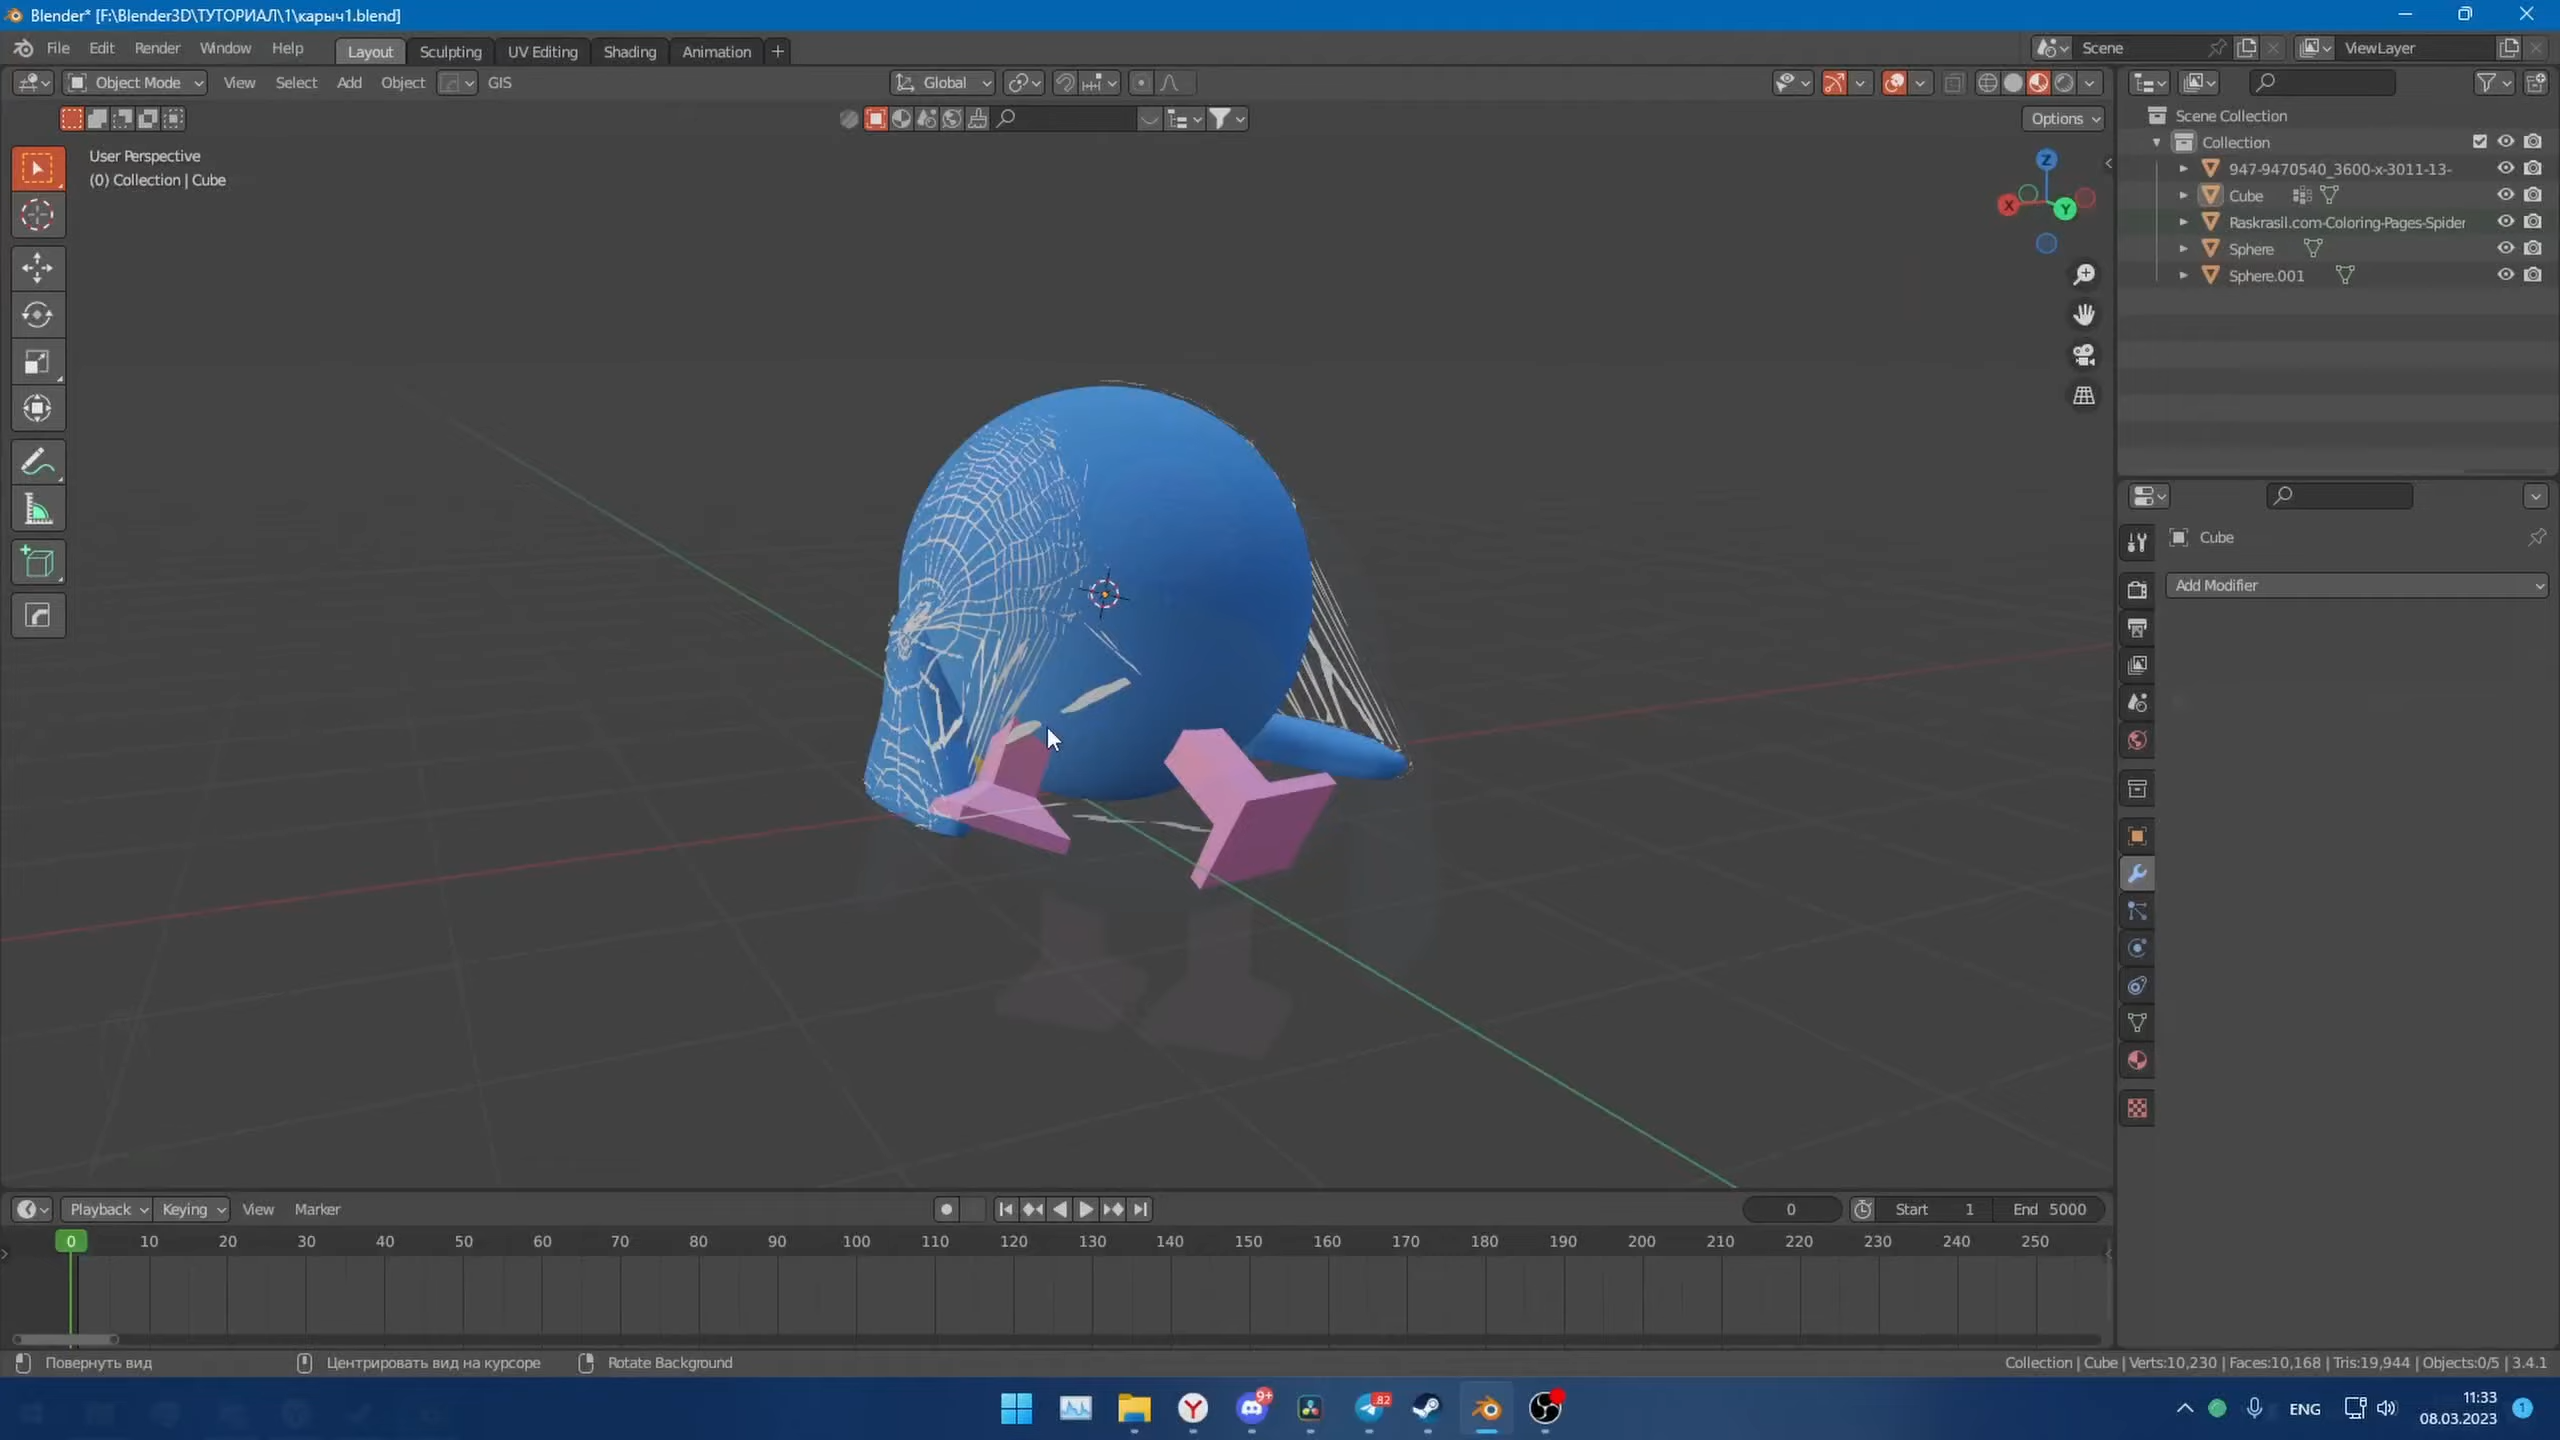 Blender* [F:\Blender3D\ТУТОРИАЛ\1\карыч1.blend]
File Edit Render Window Help Layout Sculpting UV Editing Shading Animation + Scene ViewLayer
Object Mode View Select Add Object GIS Global
Options
User Perspective
(0) Collection | Cube
Z
X Y
Scene Collection
Collection
947-9470540_3600-x-3011-13-
Cube
Raskrasil.com-Coloring-Pages-Spider
Sphere
Sphere.001
Cube
Add Modifier
Playback Keying View Marker 0 Start 1 End 5000
0 10 20 30 40 50 60 70 80 90 100 110 120 130 140 150 160 170 180 190 200 210 220 230 240 250
Повернуть вид Центрировать вид на курсоре Rotate Background Collection | Cube | Verts:10,230 | Faces:10,168 | Tris:19,944 | Objects:0/5 | 3.4.1
Y 9+ 82 ENG 11:33
08.03.2023 1